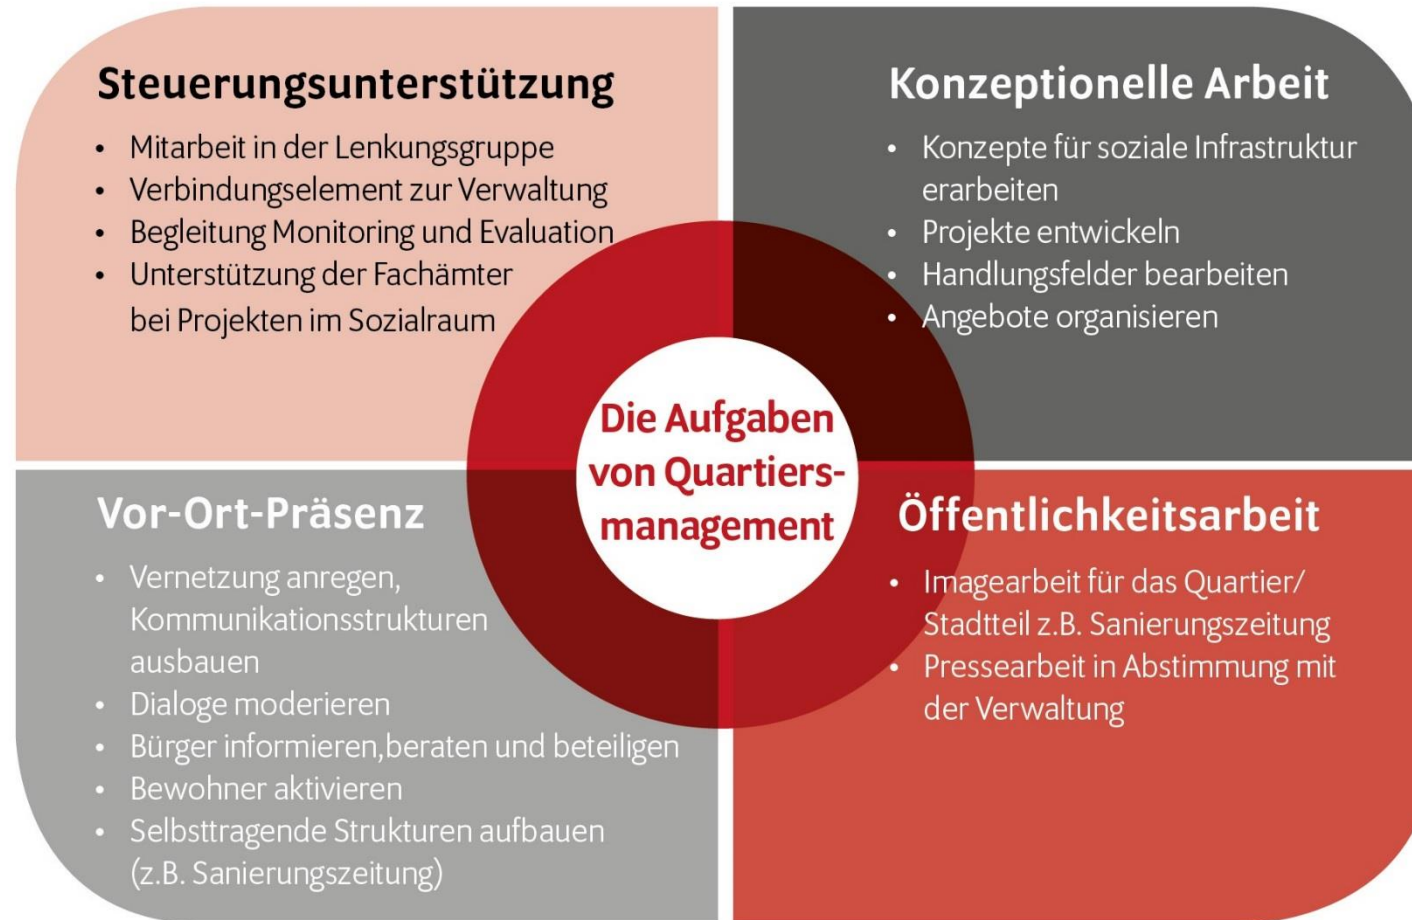 Steuerungsunterstützung
• Mitarbeit in der Lenkungsgruppe
• Verbindungselement zur Verwaltung
• Begleitung Monitoring und Evaluation
• Unterstützung der Fachämter
bei Projekten im Sozialraum
Konzeptionelle Arbeit
• Konzepte für soziale Infrastruktur
erarbeiten
• Projekte entwickeln
• Handlungsfelder bearbeiten
• Angebote organisieren
Die Aufgaben
von Quartiers-
management
Vor-Ort-Präsenz
• Vernetzung anregen,
Kommunikationsstrukturen
ausbauen
• Dialoge moderieren
• Bürger informieren,beraten und beteiligen
• Bewohner aktivieren
• Selbsttragende Strukturen aufbauen
(z.B. Sanierungszeitung)
Öffentlichkeitsarbeit
• Imagearbeit für das Quartier/
Stadtteil z.B. Sanierungszeitung
• Pressearbeit in Abstimmung mit
der Verwaltung